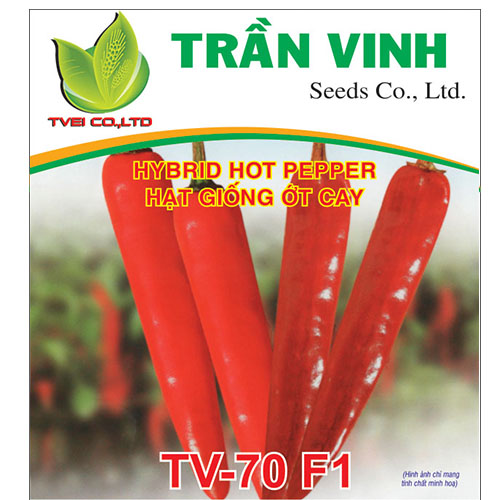 TRẦN VINH
Seeds Co., Ltd.
TVEI CO.,LTD
HYBRID HOT PEPPER
HẠT GIỐNG ỚT CAY
TV-70 F1
(Hình ảnh chỉ mang
tính chất minh hoạ)